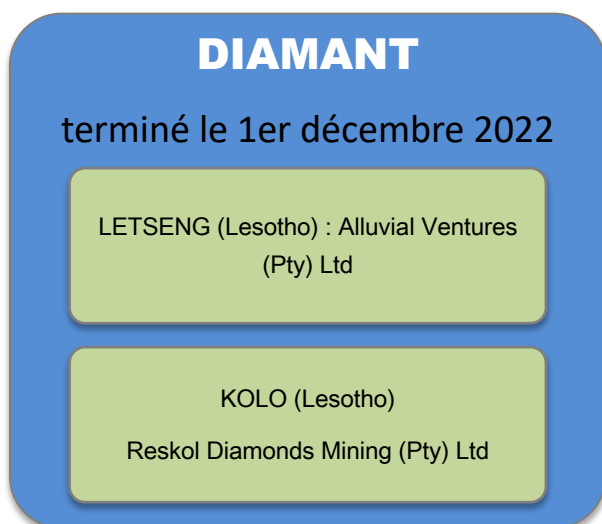 DIAMANT
terminé le 1er décembre 2022
LETSENG (Lesotho) : Alluvial Ventures
(Pty) Ltd
KOLO (Lesotho)
Reskol Diamonds Mining (Pty) Ltd